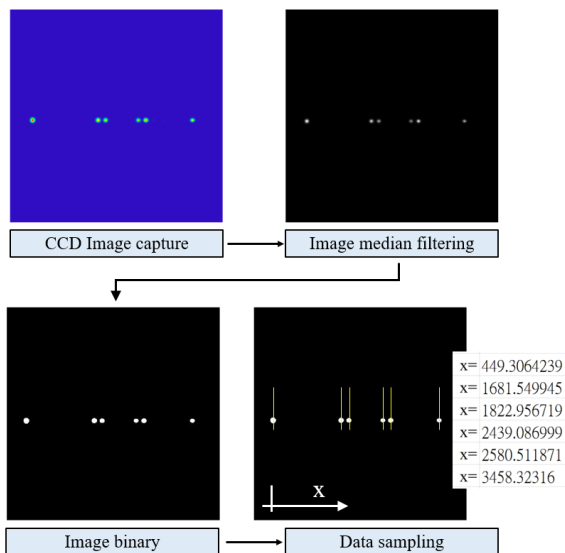 CCD Image capture
Image median filtering
x= 449.3064239
x= 1681.549945
x= 1822.956719
x= 2439.086999
x= 2580.511871
x= 3458.32316
X
Image binary
Data sampling